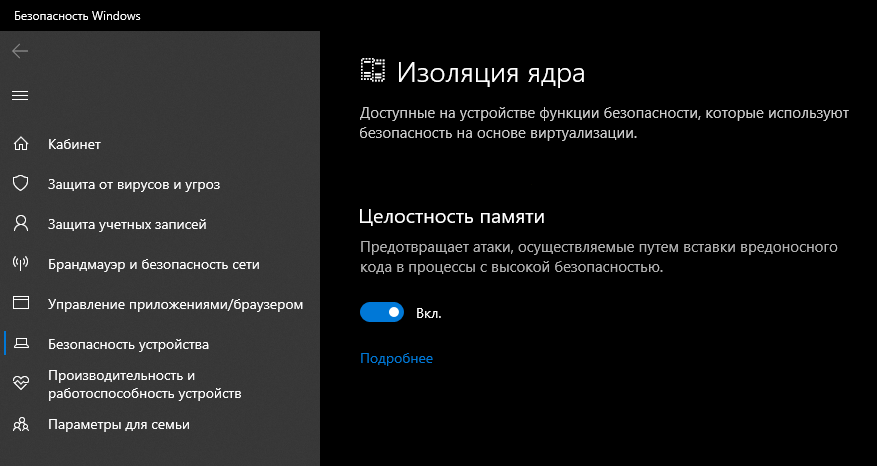 Безопасность Windows
Кабинет
Защита от вирусов и угроз
Защита учетных записей
Брандмауэр и безопасность сети
Управление приложениями/браузером
Безопасность устройства
Производительность и
работоспособность устройств
Параметры для семьи
Изоляция ядра
Доступные на устройстве функции безопасности, которые используют
безопасность на основе виртуализации.
Целостность памяти
Предотвращает атаки, осуществляемые путем вставки вредоносного
кода в процессы с высокой безопасностью.
Вкл.
Подробнее